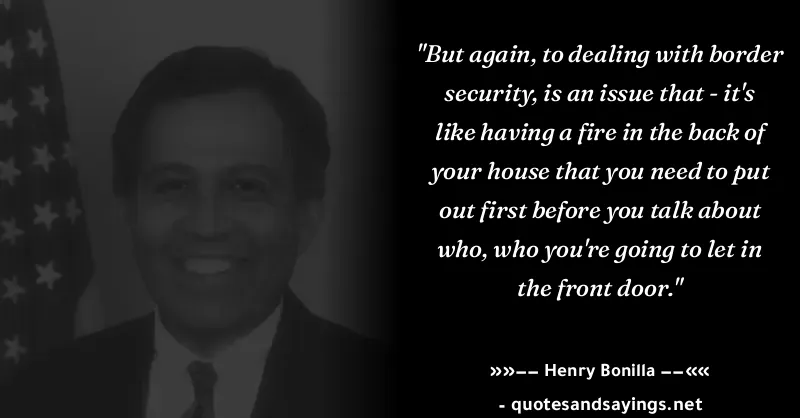 "But again, to dealing with border
security, is an issue that - it's
like having a fire in the back of
your house that you need to put
out first before you talk about
who, who you're going to let in
the front door."
»»–– Henry Bonilla ––««
- quotesandsayings.net